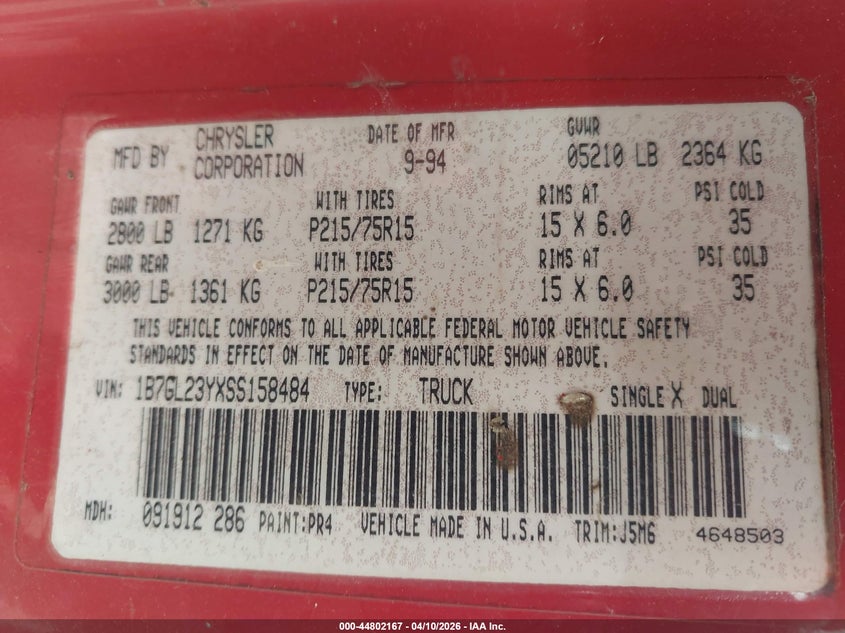 MFD BY CHRYSLER CORPORATION DATE OF MFR 9-94 GVWR 05210 LB 2364 KG
GAWR FRONT WITH TIRES RIMS AT PSI COLD
2800 LB 1271 KG P215/75R15 15 X 6.0 35
GAWR REAR WITH TIRES RIMS AT PSI COLD
3000 LB 1361 KG P215/75R15 15 X 6.0 35
THIS VEHICLE CONFORMS TO ALL APPLICABLE FEDERAL MOTOR VEHICLE SAFETY
STANDARDS IN EFFECT ON THE DATE OF MANUFACTURE SHOWN ABOVE.
VIN: 1B7GL23YXSS158484 TYPE: TRUCK SINGLE X DUAL
MDH: 091912 286 PAINT:PR4 VEHICLE MADE IN U.S.A. TRIM:J5M6 4648503
000-44802167 - 04/10/2026 - IAA Inc.